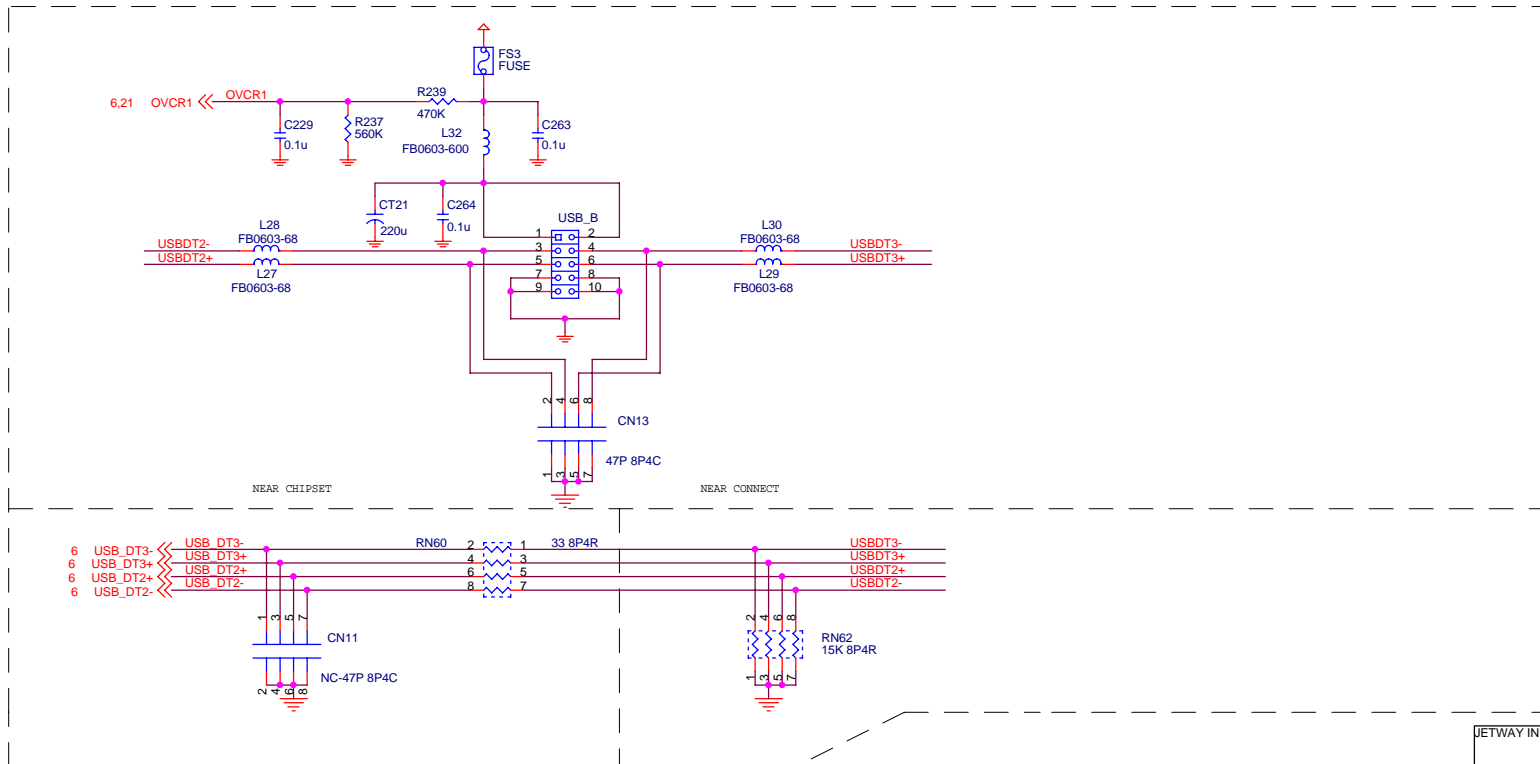 FS3
FUSE
6,21 OVCR1 OVCR1
R239
470K
C229
0.1u
R237
560K
L32
FB0603-600
C263
0.1u
CT21
220u
C264
0.1u
USB_B
1 2
3 4
5 6
7 8
9 10
L28
FB0603-68
USBDT2-
USBDT2+
L27
FB0603-68
L30
FB0603-68
USBDT3-
USBDT3+
L29
FB0603-68
2 4 6 8
CN13
47P 8P4C
1 3 5 7
NEAR CHIPSET
NEAR CONNECT
6 USB_DT3- USB_DT3- RN60 2 1 33 8P4R USBDT3-
6 USB_DT3+ USB_DT3+ 4 3 USBDT3+
6 USB_DT2+ USB_DT2+ 6 5 USBDT2+
6 USB_DT2- USB_DT2- 8 7 USBDT2-
1 3 5 7
CN11
NC-47P 8P4C
2 4 6 8
2 4 6 8
RN62
15K 8P4R
1 3 5 7
JETWAY IN